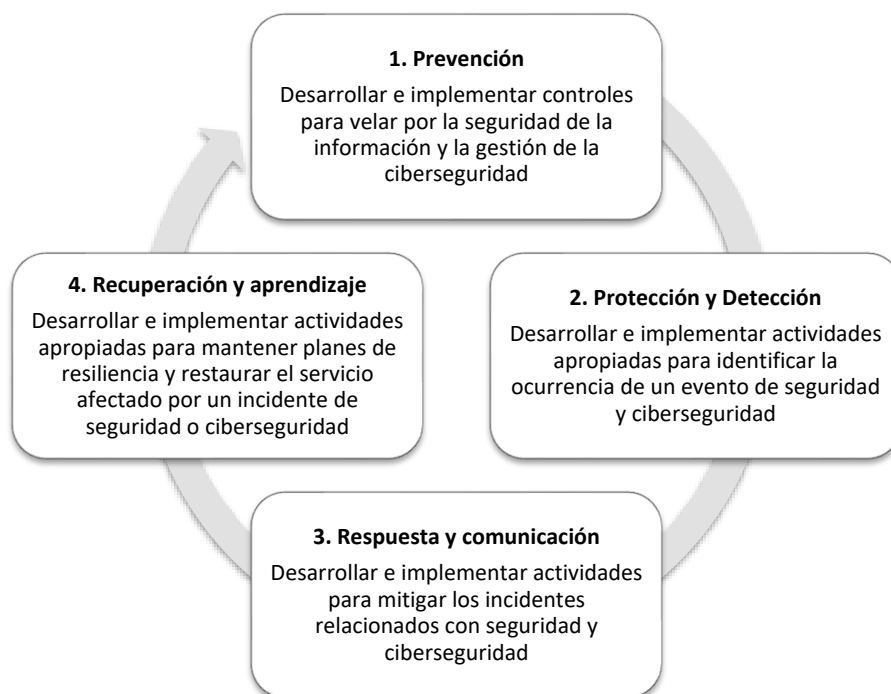 1. Prevención
Desarrollar e implementar controles
para velar por la seguridad de la
información y la gestión de la
ciberseguridad
2. Protección y Detección
Desarrollar e implementar actividades
apropiadas para identificar la
ocurrencia de un evento de seguridad
y ciberseguridad
3. Respuesta y comunicación
Desarrollar e implementar actividades
para mitigar los incidentes
relacionados con seguridad y
ciberseguridad
4. Recuperación y aprendizaje
Desarrollar e implementar actividades
apropiadas para mantener planes de
resiliencia y restaurar el servicio
afectado por un incidente de
seguridad o ciberseguridad